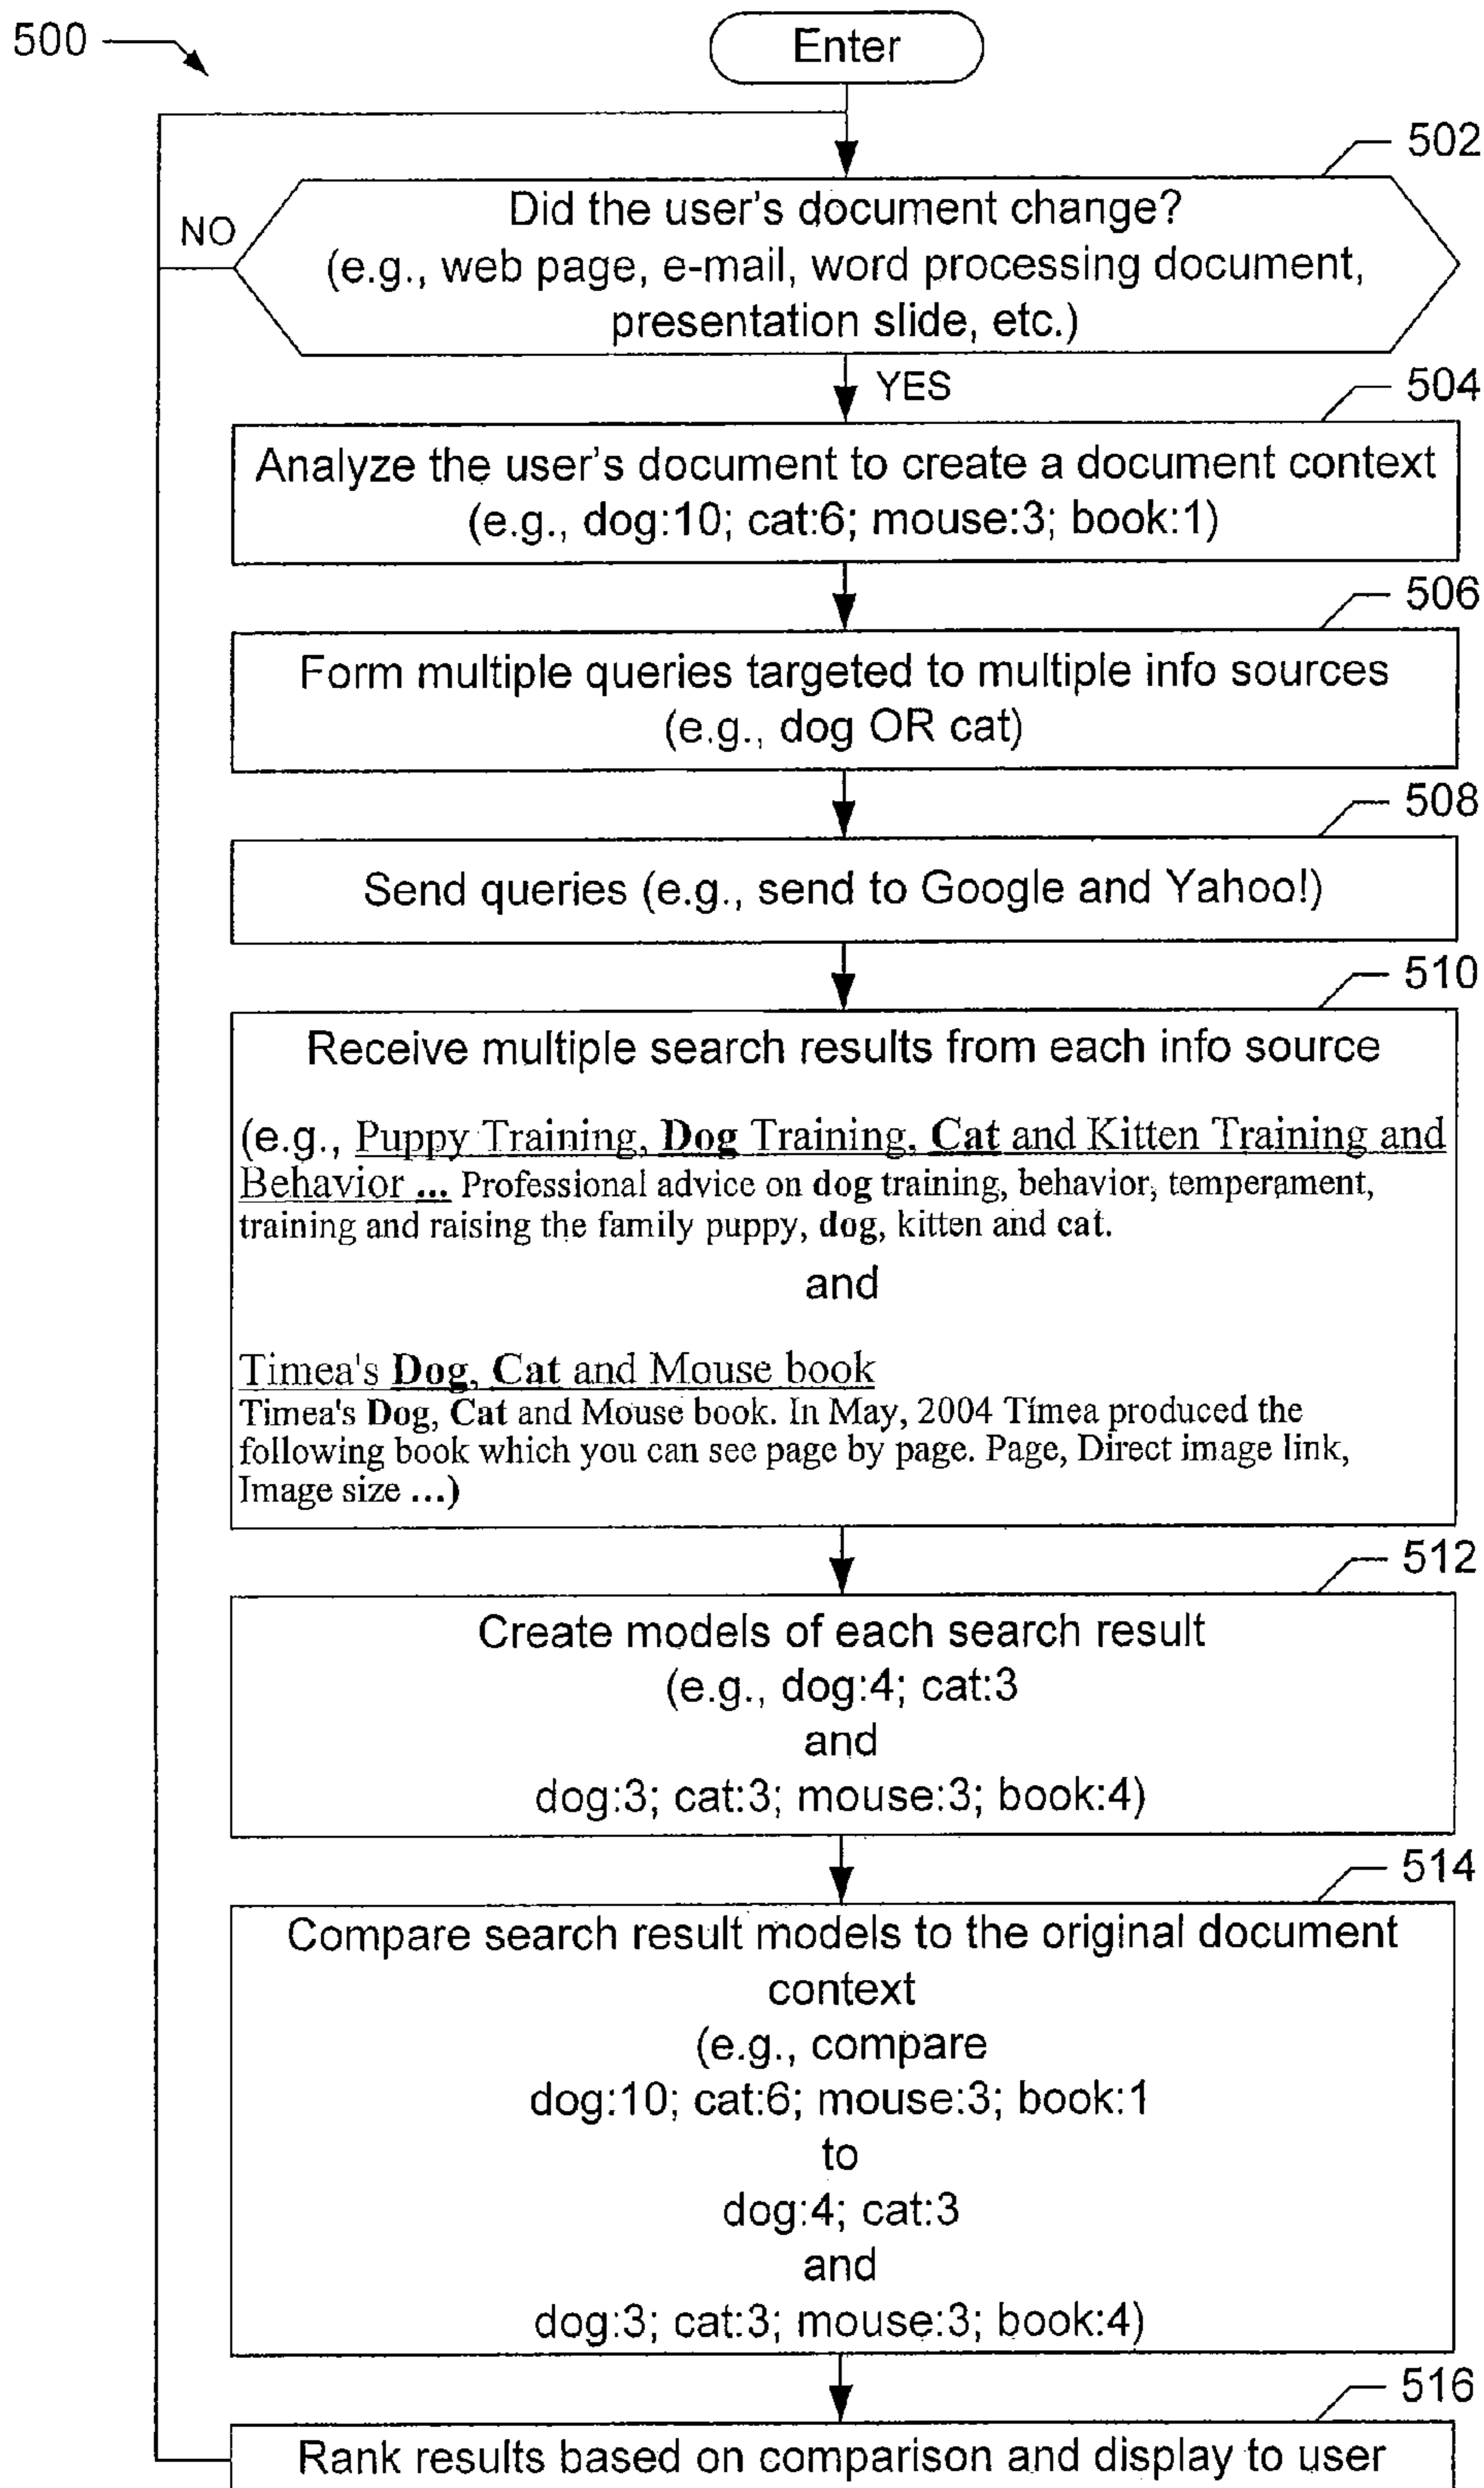 500
Enter
502
NO
Did the user's document change?
(e.g., web page, e-mail, word processing document,
presentation slide, etc.)
YES
504
Analyze the user's document to create a document context
(e.g., dog:10; cat:6; mouse:3; book:1)
506
Form multiple queries targeted to multiple info sources
(e.g., dog OR cat)
508
Send queries (e.g., send to Google and Yahoo!)
510
Receive multiple search results from each info source
(e.g., Puppy Training, Dog Training, Cat and Kitten Training and
Behavior ... Professional advice on dog training, behavior, temperament,
training and raising the family puppy, dog, kitten and cat.
and
Timea's Dog, Cat and Mouse book
Timea's Dog, Cat and Mouse book. In May, 2004 Timea produced the
following book which you can see page by page. Page, Direct image link,
Image size ...)
512
Create models of each search result
(e.g., dog:4; cat:3
and
dog:3; cat:3; mouse:3; book:4)
514
Compare search result models to the original document
context
(e.g., compare
dog:10; cat:6; mouse:3; book:1
to
dog:4; cat:3
and
dog:3; cat:3; mouse:3; book:4)
516
Rank results based on comparison and display to user